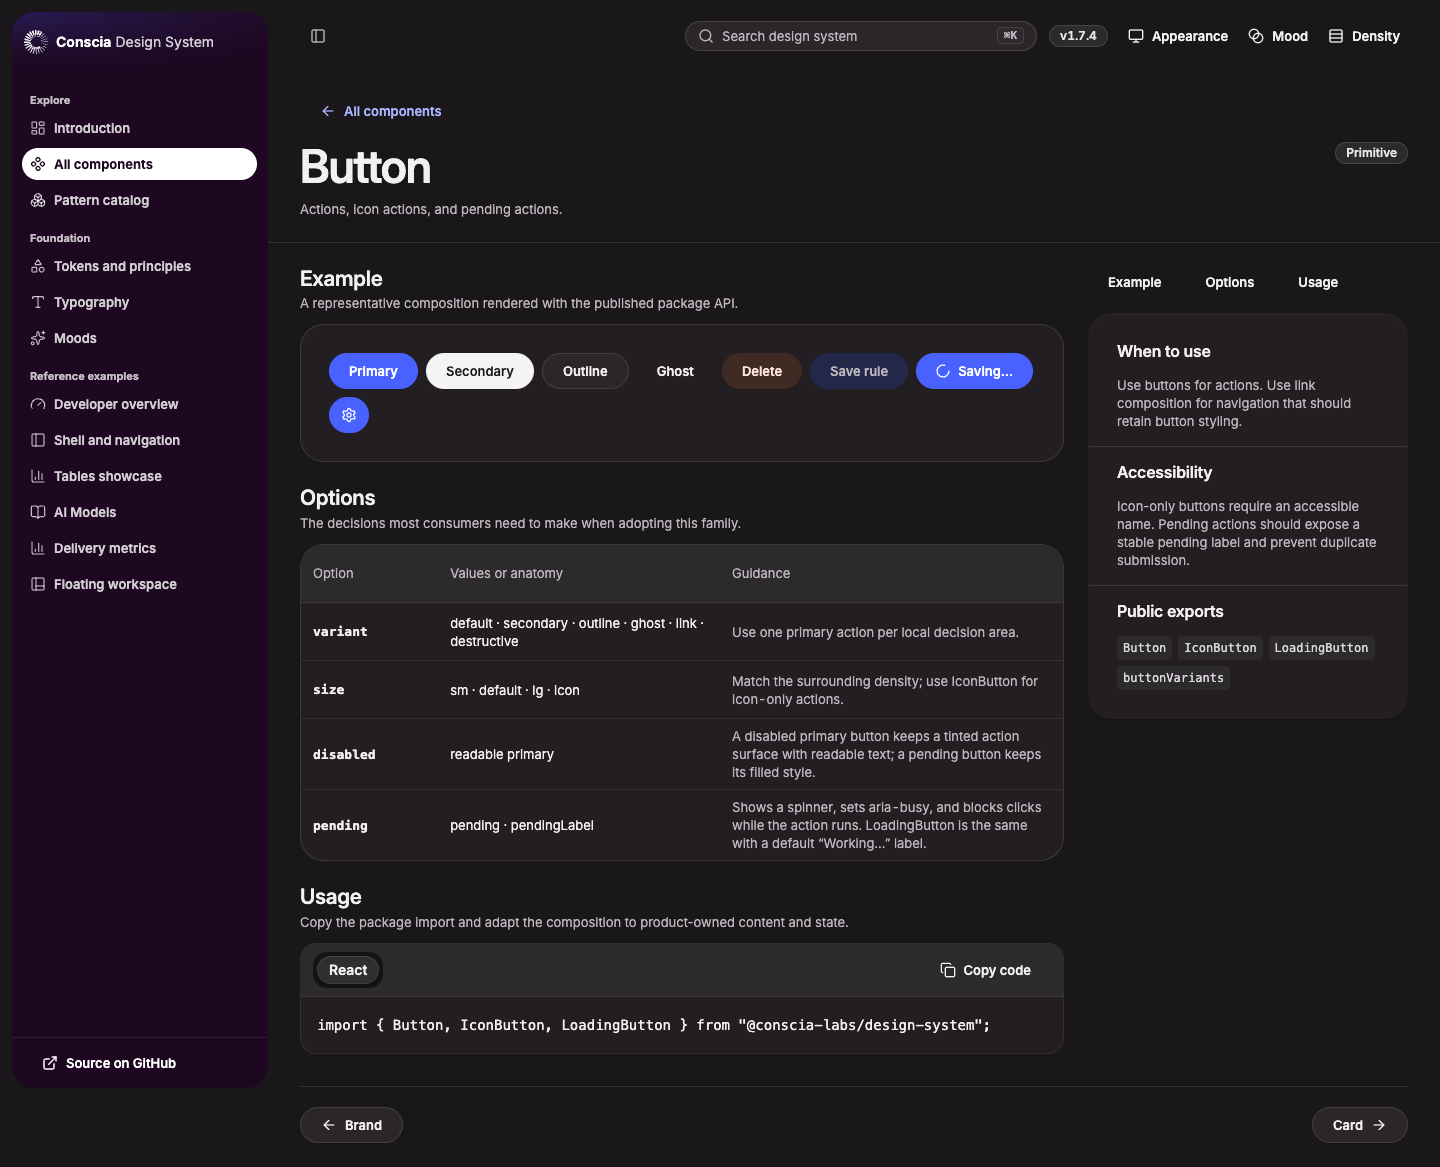 Conscia Design System
Search design system
⌘K
v1.7.4
Appearance
Mood
Density
Explore
Introduction
All components
Pattern catalog
Foundation
Tokens and principles
Typography
Moods
Reference examples
Developer overview
Shell and navigation
Tables showcase
AI Models
Delivery metrics
Floating workspace
Source on GitHub
All components
Button
Primitive
Actions, icon actions, and pending actions.
Example
A representative composition rendered with the published package API.
Primary
Secondary
Outline
Ghost
Delete
Save rule
Saving…
Options
The decisions most consumers need to make when adopting this family.
Option
Values or anatomy
Guidance
variant
default · secondary · outline · ghost · link ·
destructive
Use one primary action per local decision area.
size
sm · default · lg · icon
Match the surrounding density; use IconButton for
icon-only actions.
disabled
readable primary
A disabled primary button keeps a tinted action
surface with readable text; a pending button keeps
its filled style.
pending
pending · pendingLabel
Shows a spinner, sets aria-busy, and blocks clicks
while the action runs. LoadingButton is the same
with a default “Working…” label.
Usage
Copy the package import and adapt the composition to product-owned content and state.
React
Copy code
import { Button, IconButton, LoadingButton } from "@conscia-labs/design-system";
Example
Options
Usage
When to use
Use buttons for actions. Use link
composition for navigation that should
retain button styling.
Accessibility
Icon-only buttons require an accessible
name. Pending actions should expose a
stable pending label and prevent duplicate
submission.
Public exports
Button
IconButton
LoadingButton
buttonVariants
Brand
Card